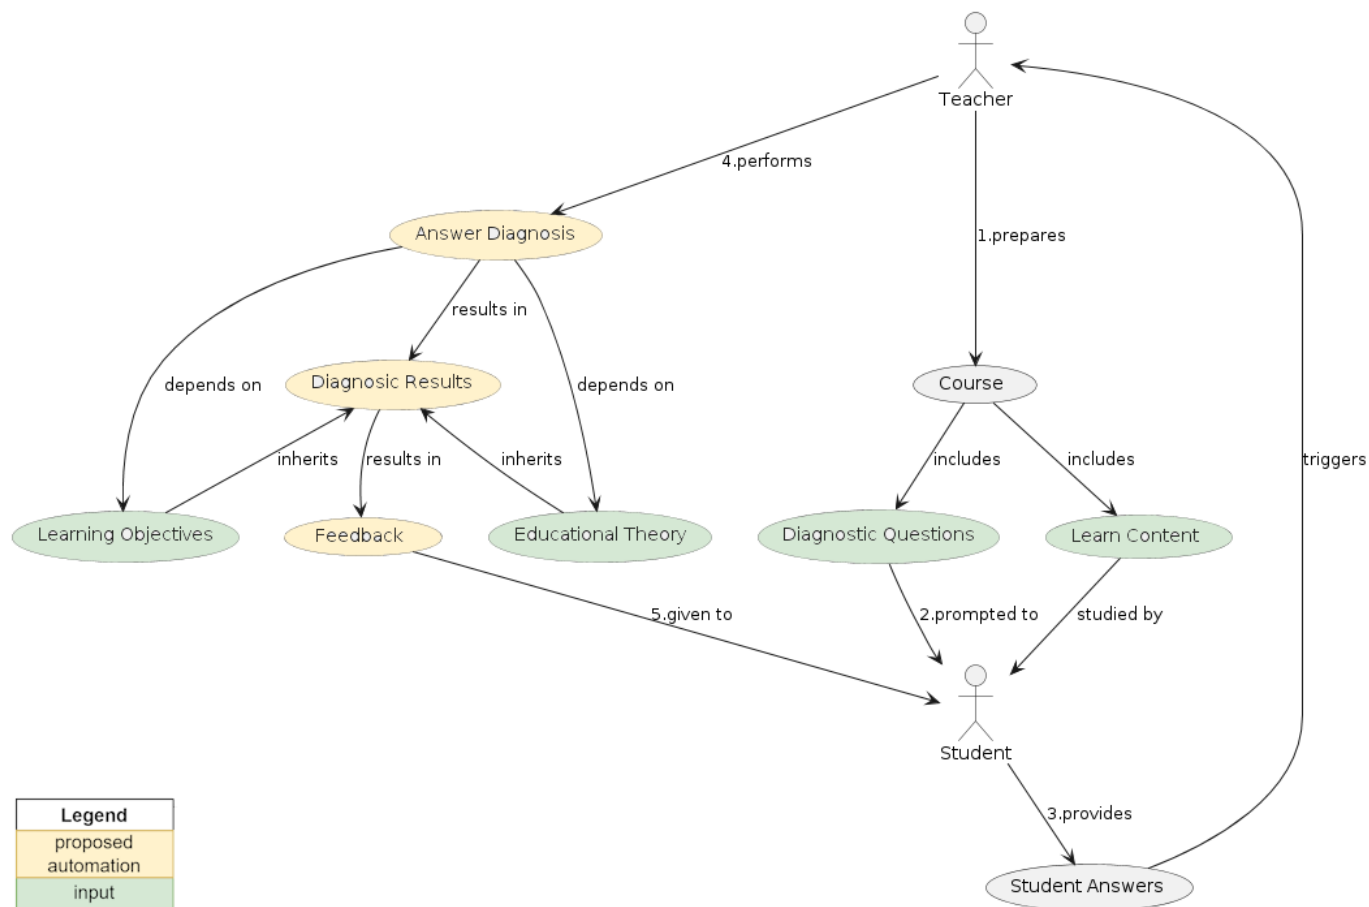 Teacher
4.performs
Answer Diagnosis
1.prepares
results in
depends on
Diagnosic Results
depends on
Course
inherits
results in
inherits
includes
includes
triggers
Learning Objectives
Feedback
Educational Theory
Diagnostic Questions
Learn Content
5.given to
2.prompted to
studied by
Student
3.provides
Student Answers
Legend
proposed
automation
input